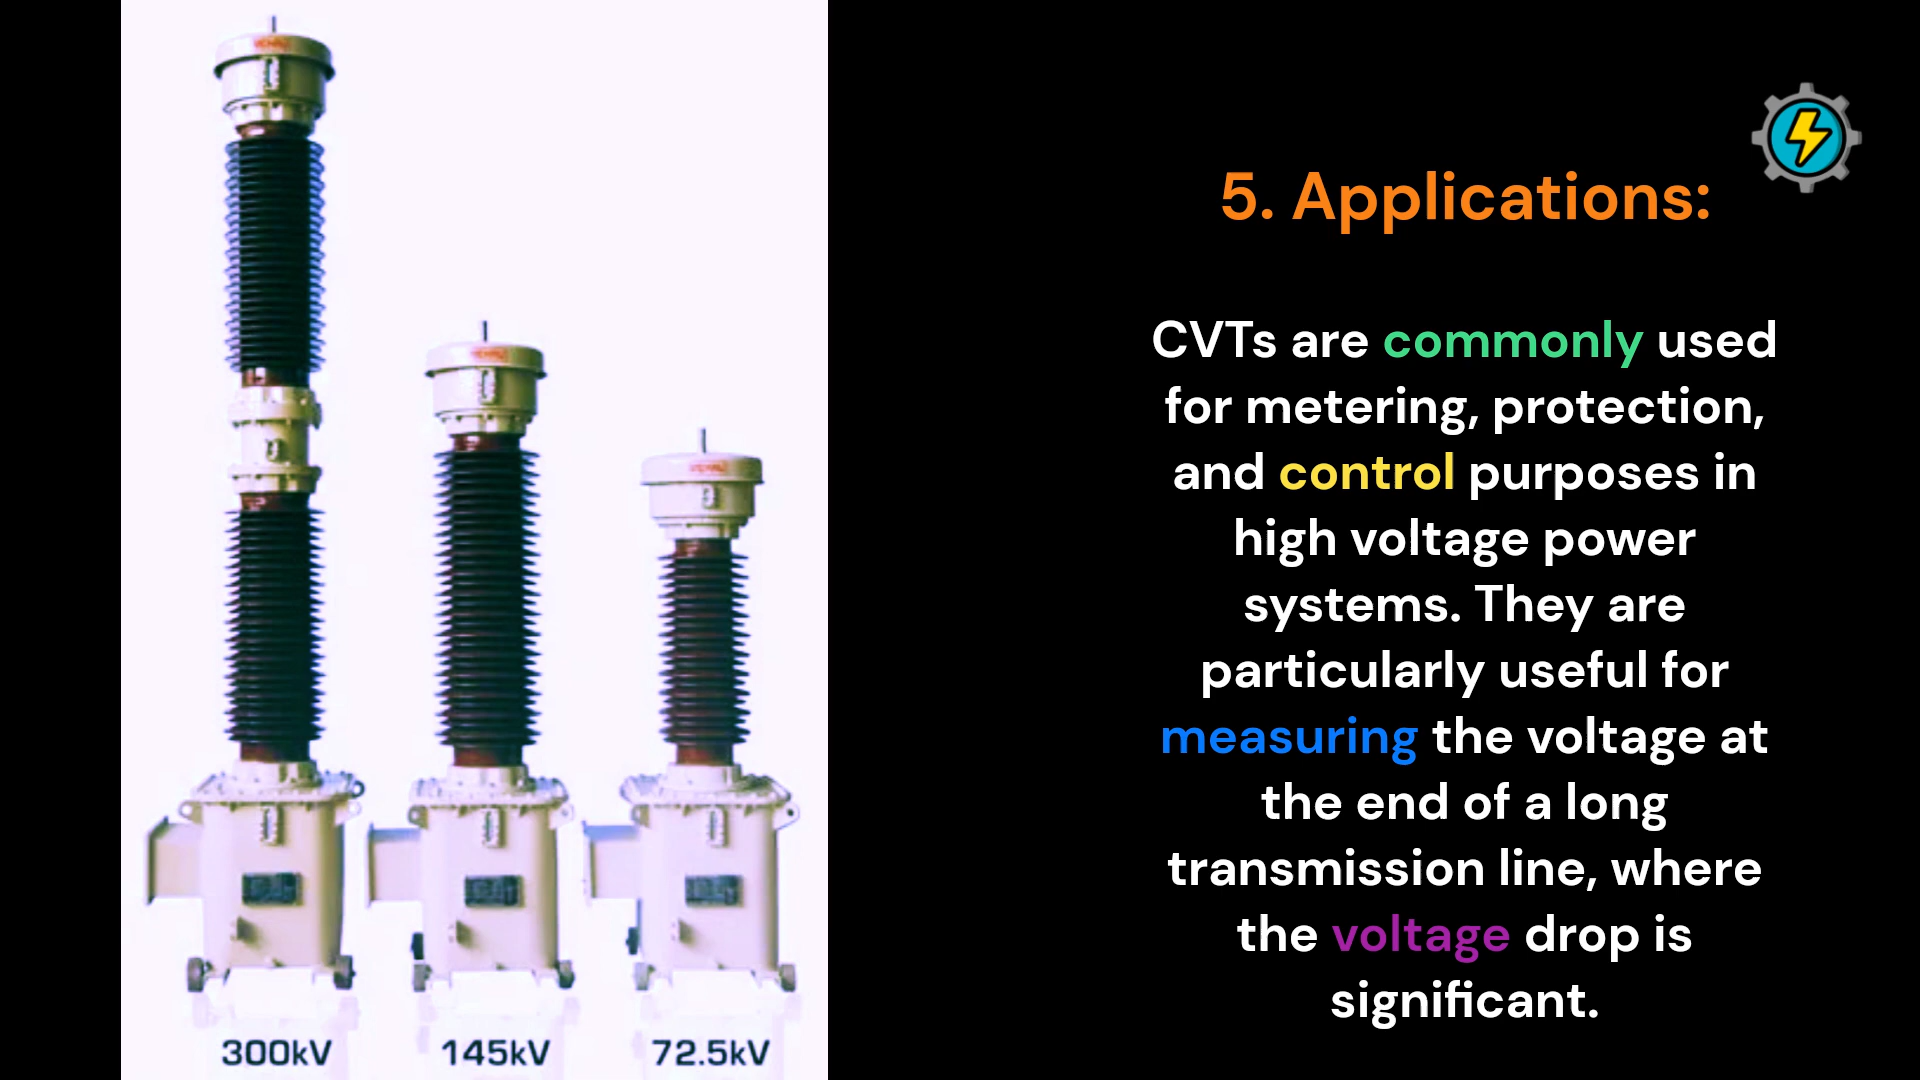 5. Applications:
CVTs are commonly used
for metering, protection,
and control purposes in
high voltage power
systems. They are
particularly useful for
measuring the voltage at
the end of a long
transmission line, where
the voltage drop is
significant.
300kV
145kV
72.5kV